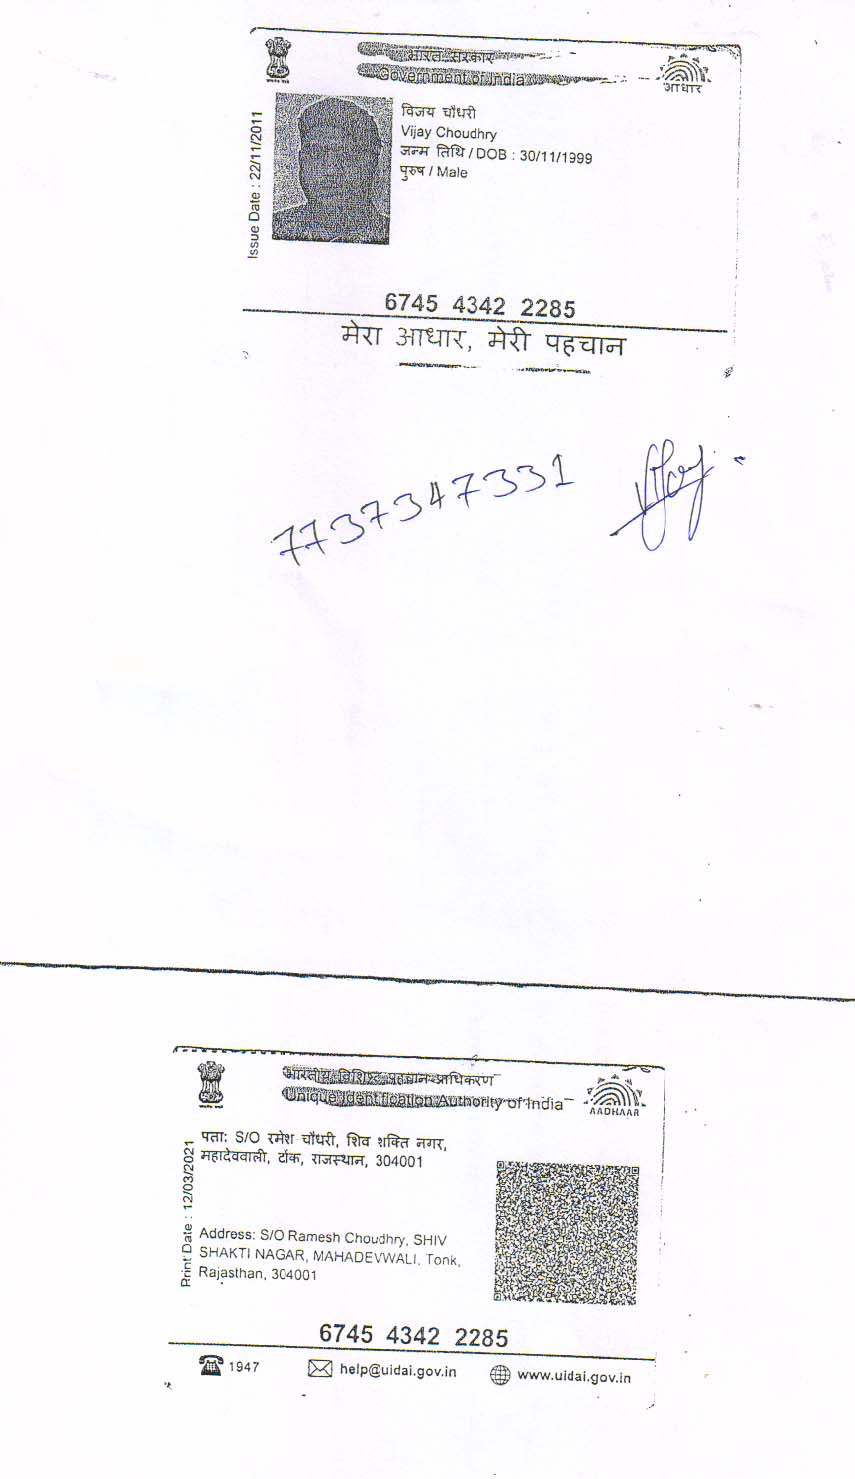 भारत सरकार
Government of India
आधार
Issue Date : 22/11/2011
विजय चौधरी
Vijay Choudhry
जन्म तिथि / DOB : 30/11/1999
पुरुष / Male
6745 4342 2285
मेरा आधार, मेरी पहचान
7737347331
भारतीय विशिष्ट पहचान प्राधिकरण
Unique Identification Authority of India
AADHAAR
Print Date : 12/03/2021
पता: S/O रमेश चौधरी, शिव शक्ति नगर,
महादेववाली, टोंक, राजस्थान, 304001
Address: S/O Ramesh Choudhry, SHIV
SHAKTI NAGAR, MAHADEVWALI, Tonk,
Rajasthan, 304001
6745 4342 2285
1947
help@uidai.gov.in
www.uidai.gov.in